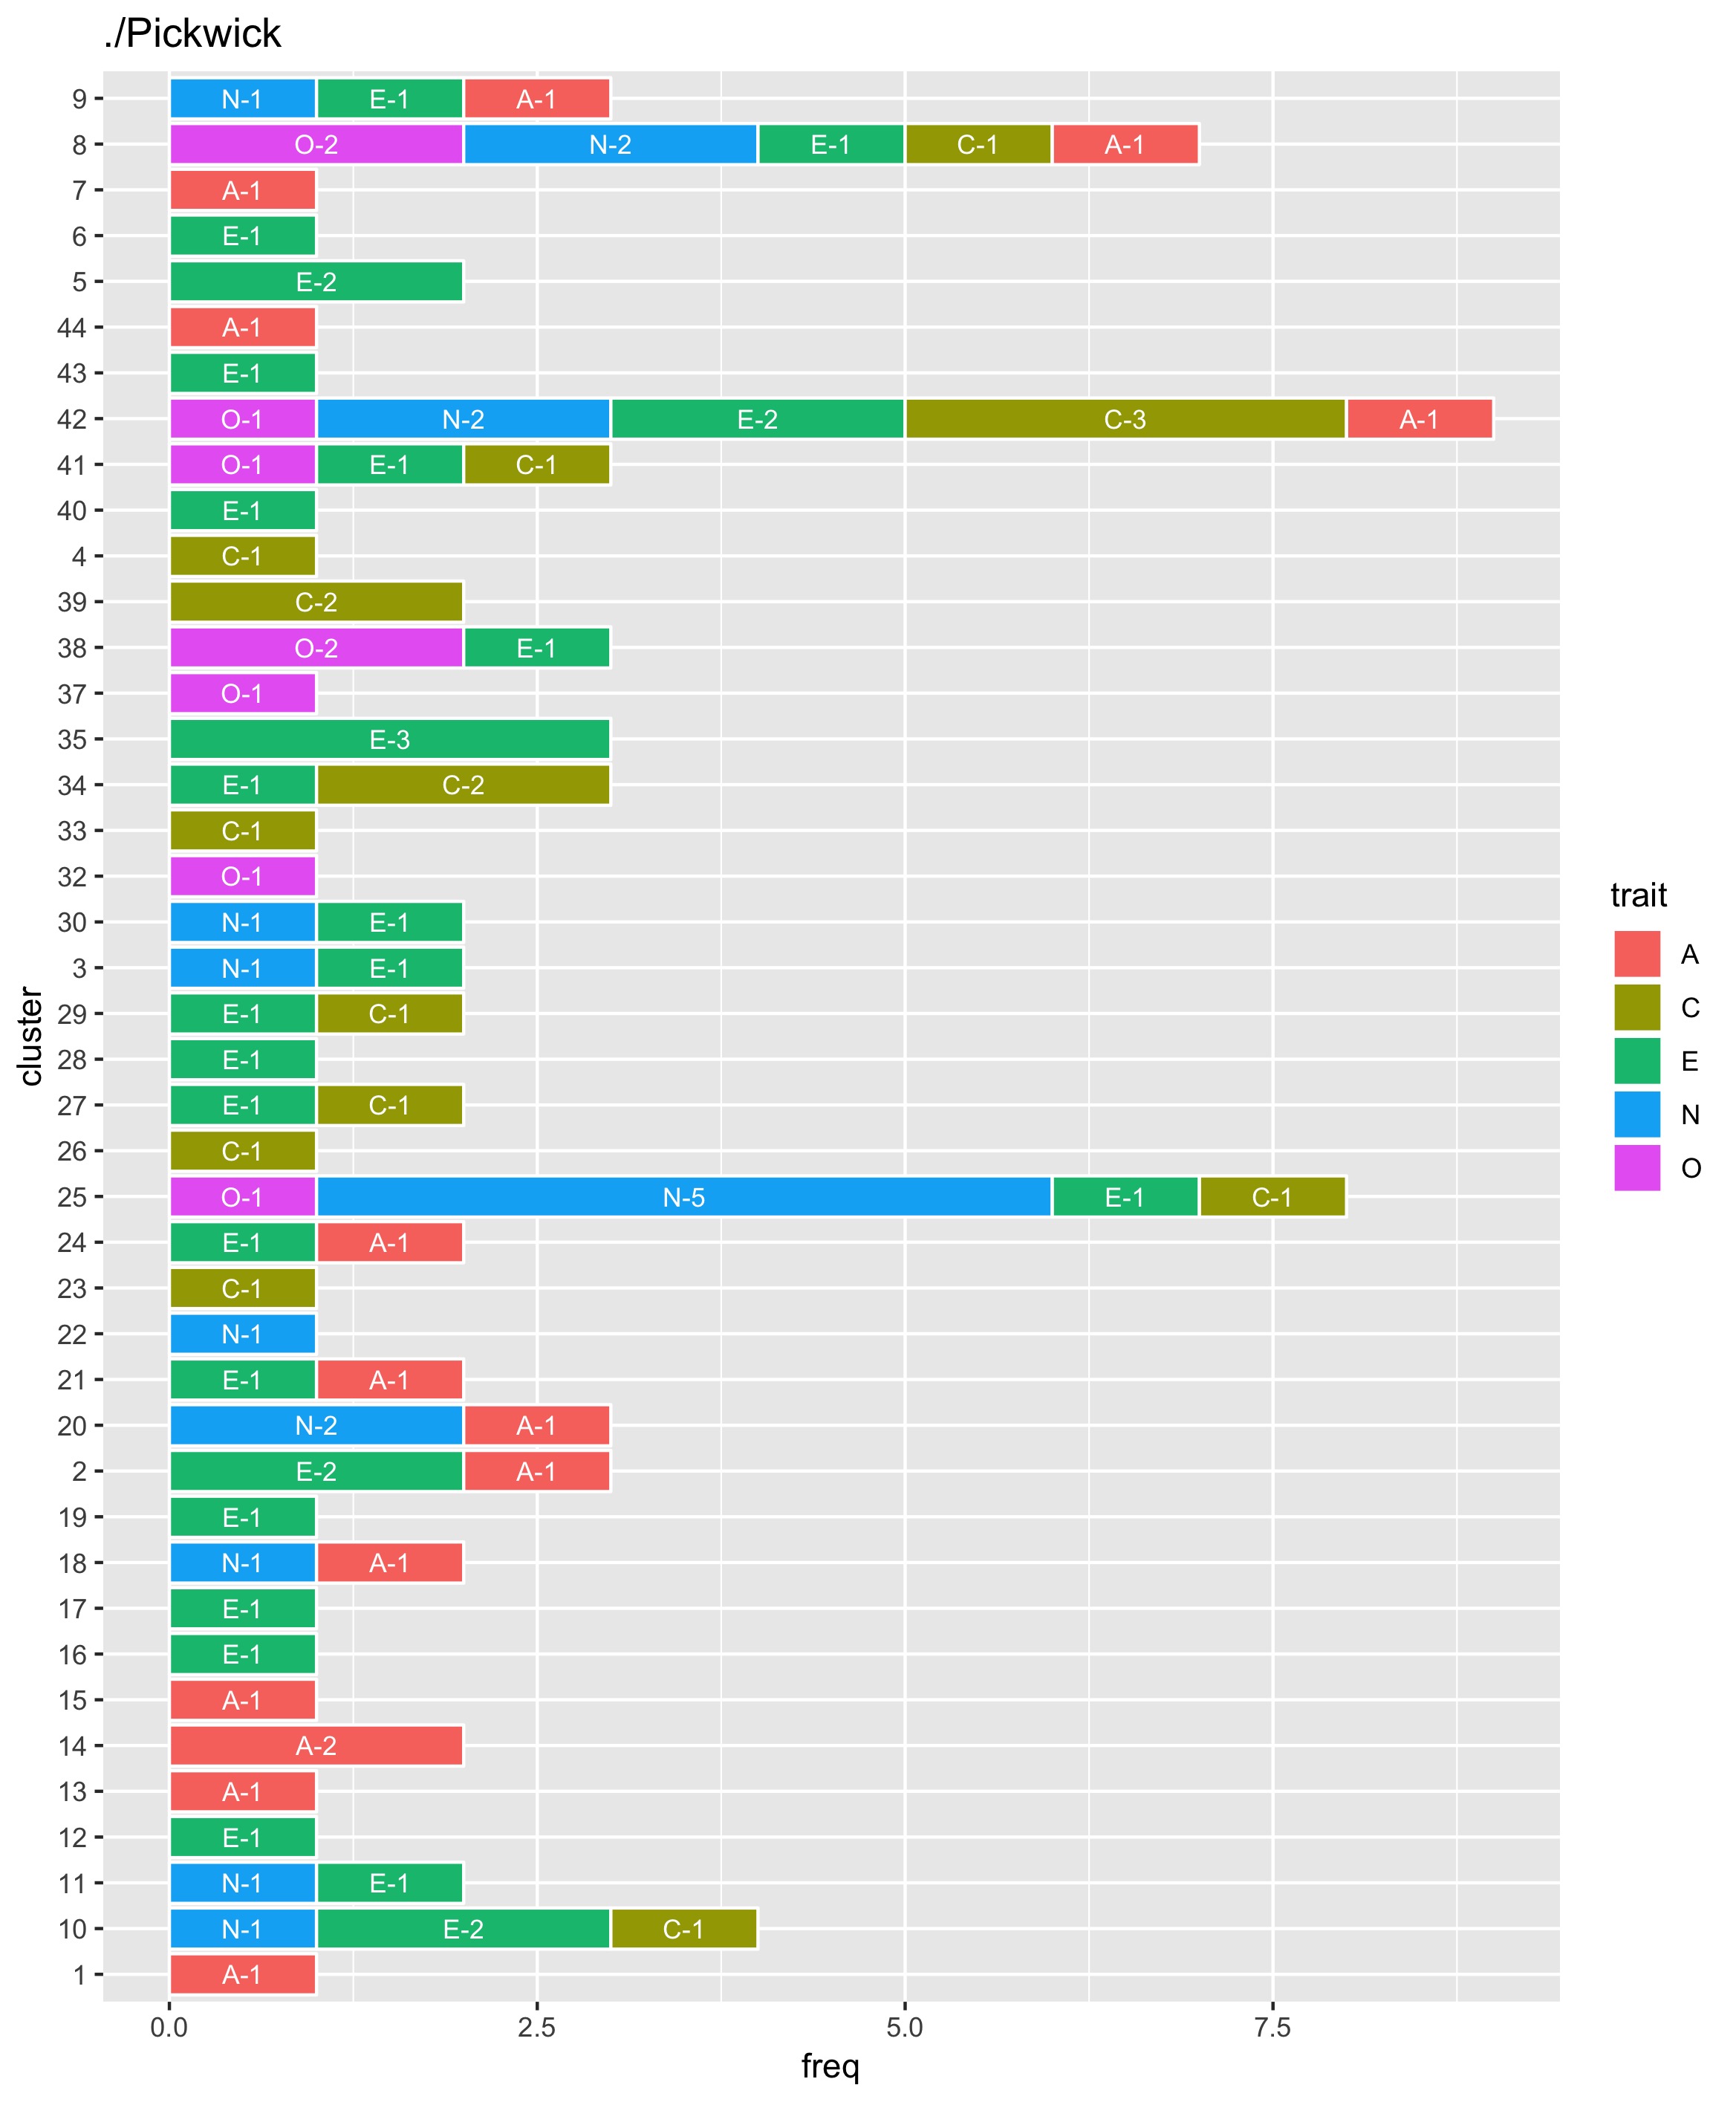 ./Pickwick
9 N-1 E-1 A-1
8 O-2 N-2 E-1 C-1 A-1
7 A-1
6 E-1
5 E-2
44 A-1
43 E-1
42 O-1 N-2 E-2 C-3 A-1
41 O-1 E-1 C-1
40 E-1
4 C-1
39 C-2
38 O-2 E-1
37 O-1
35 E-3
34 E-1 C-2
33 C-1
32 O-1
30 N-1 E-1
3 N-1 E-1
29 E-1 C-1
28 E-1
27 E-1 C-1
26 C-1
25 O-1 N-5 E-1 C-1
24 E-1 A-1
23 C-1
22 N-1
21 E-1 A-1
20 N-2 A-1
2 E-2 A-1
19 E-1
18 N-1 A-1
17 E-1
16 E-1
15 A-1
14 A-2
13 A-1
12 E-1
11 N-1 E-1
10 N-1 E-2 C-1
1 A-1
0.0 2.5 5.0 7.5
freq
cluster
trait
A
C
E
N
O